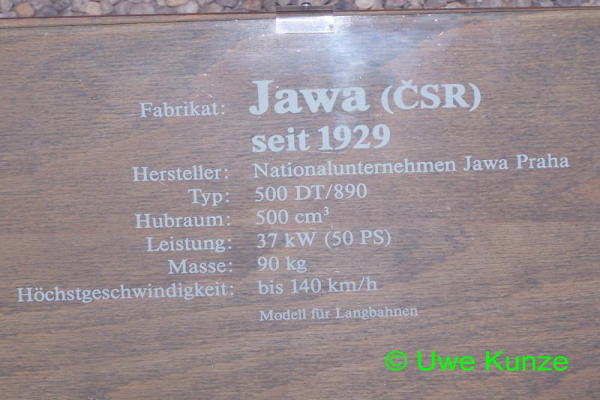 Fabrikat: Jawa (ČSR)
seit 1929
Hersteller: Nationalunternehmen Jawa Praha
Typ: 500 DT/890
Hubraum: 500 cm³
Leistung: 37 kW (50 PS)
Masse: 90 kg
Höchstgeschwindigkeit: bis 140 km/h
Modell für Langbahnen
© Uwe Kunze